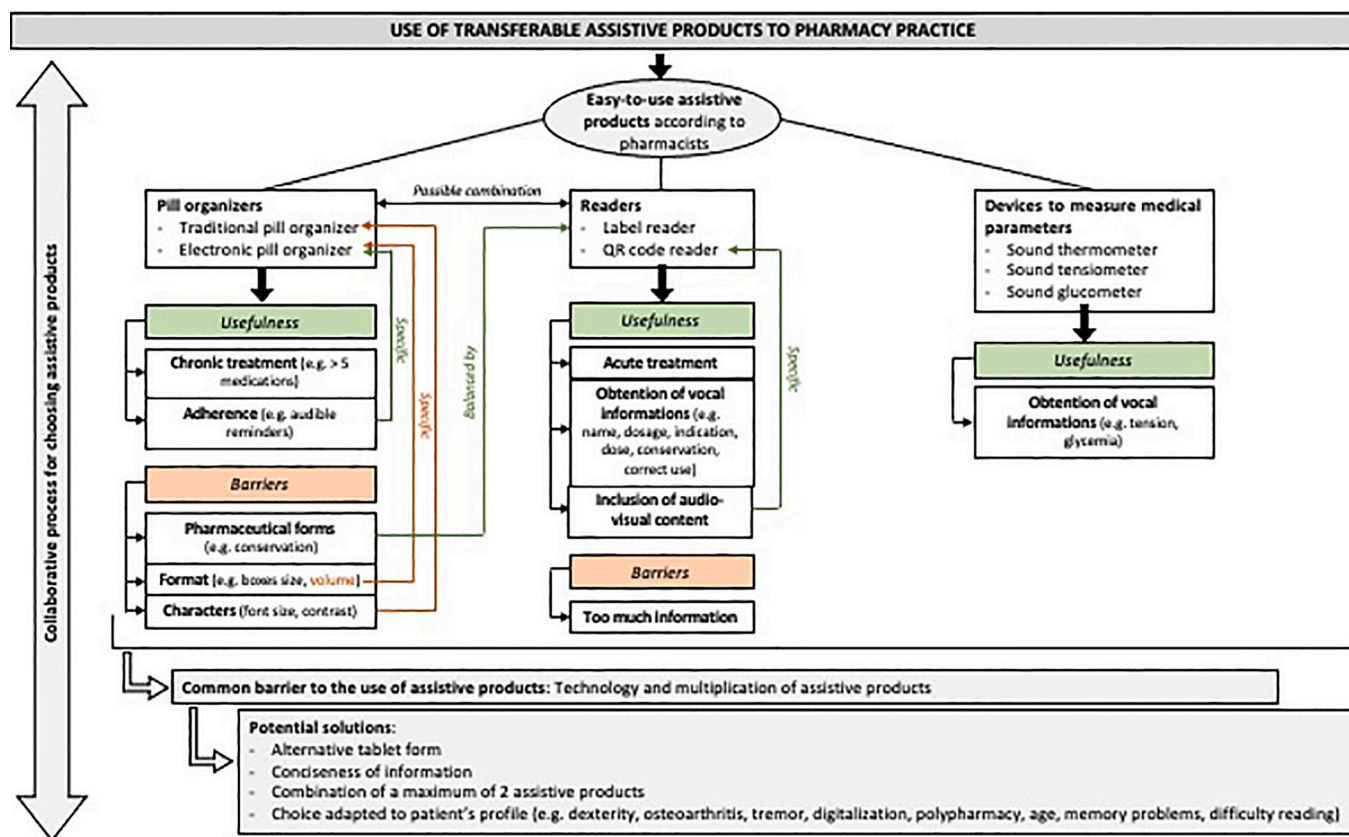 USE OF TRANSFERABLE ASSISTIVE PRODUCTS TO PHARMACY PRACTICE
Collaborative process for choosing assistive products
Easy-to-use assistive
products according to
pharmacists
Possible combination
Pill organizers
- Traditional pill organizer
- Electronic pill organizer
Usefulness
Chronic treatment (e.g. > 5
medications)
Adherence (e.g. audible
reminders)
Specific
Specific
Balanced by
Barriers
Pharmaceutical forms
(e.g. conservation)
Format (e.g. boxes size, volume)
Characters (font size, contrast)
Readers
- Label reader
- QR code reader
Usefulness
Acute treatment
Obtention of vocal
informations (e.g.
name, dosage, indication,
dose, conservation,
correct use)
Inclusion of audio-
visual content
Specific
Barriers
Too much information
Devices to measure medical
parameters
- Sound thermometer
- Sound tensiometer
- Sound glucometer
Usefulness
Obtention of vocal
informations (e.g. tension,
glycemia)
Common barrier to the use of assistive products: Technology and multiplication of assistive products
Potential solutions:
- Alternative tablet form
- Conciseness of information
- Combination of a maximum of 2 assistive products
- Choice adapted to patient's profile (e.g. dexterity, osteoarthritis, tremor, digitalization, polypharmacy, age, memory problems, difficulty reading)